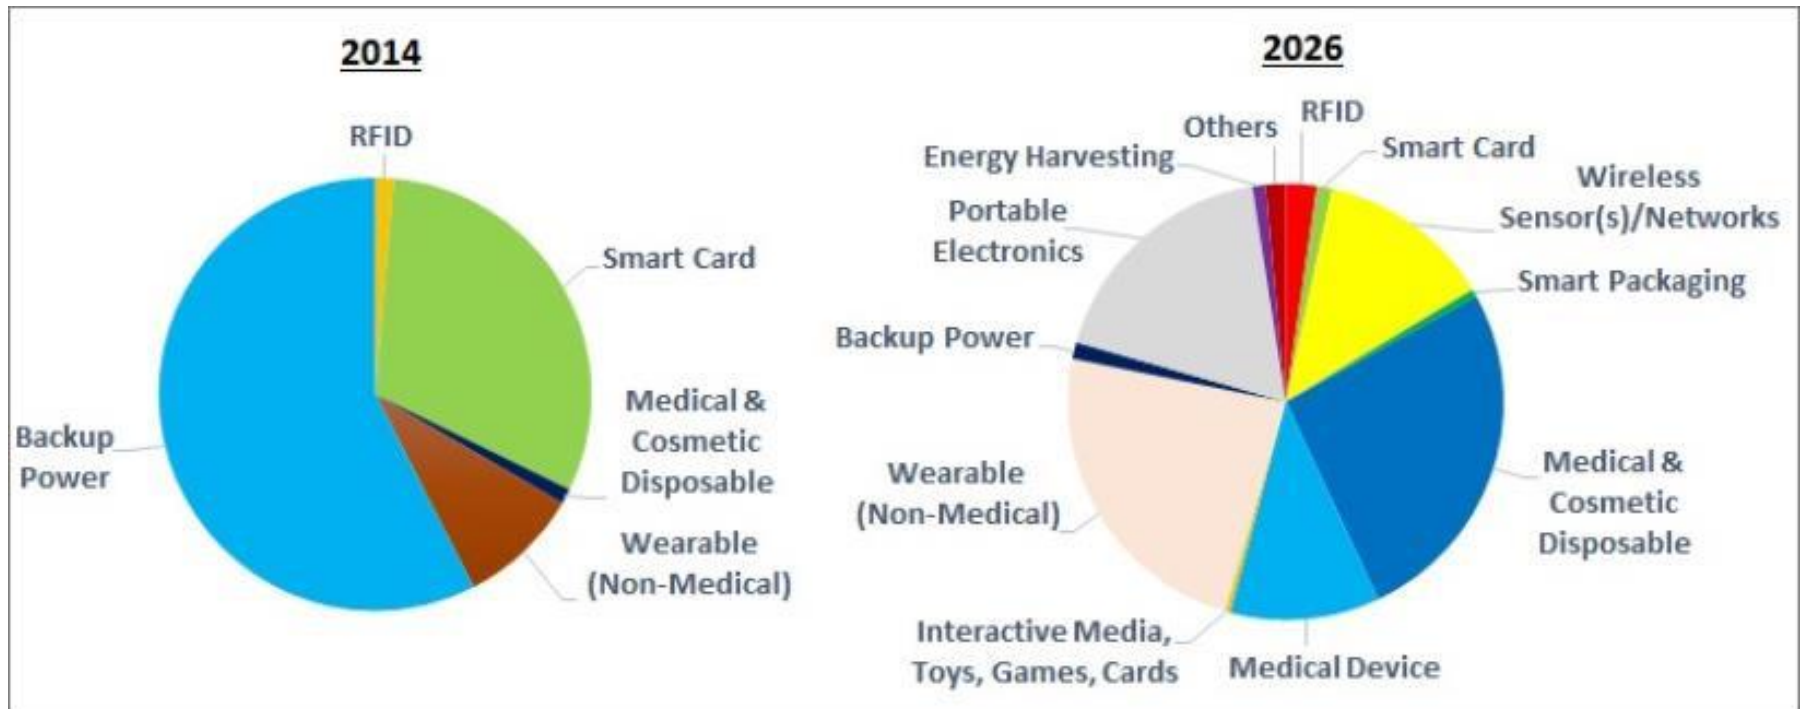 2014
RFID
Smart Card
Medical &
Cosmetic
Disposable
Wearable
(Non-Medical)
Backup
Power
2026
RFID
Smart Card
Wireless
Sensor(s)/Networks
Smart Packaging
Medical &
Cosmetic
Disposable
Medical Device
Interactive Media,
Toys, Games, Cards
Wearable
(Non-Medical)
Backup Power
Portable
Electronics
Energy Harvesting
Others